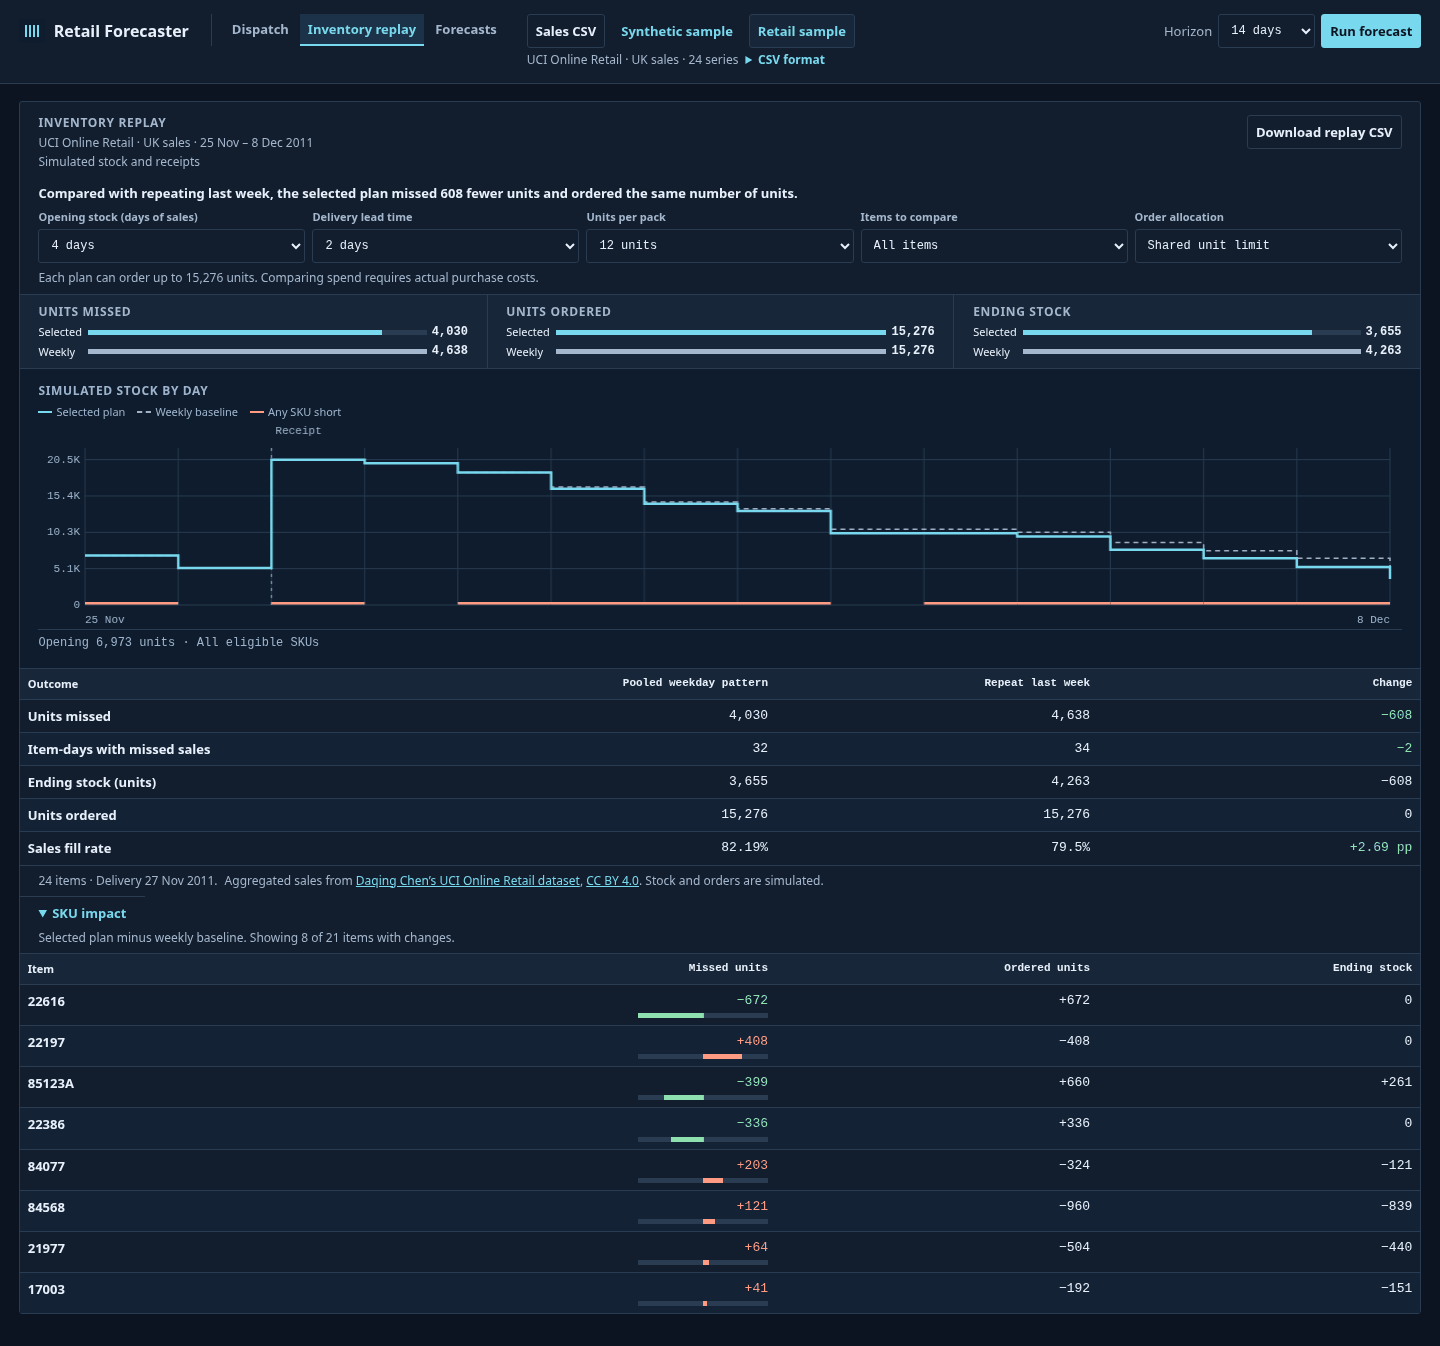 Retail Forecaster
Dispatch
Inventory replay
Forecasts
Sales CSV
Synthetic sample
Retail sample
UCI Online Retail · UK sales · 24 series ▶ CSV format
Horizon
14 days
Run forecast
INVENTORY REPLAY
UCI Online Retail · UK sales · 25 Nov – 8 Dec 2011
Simulated stock and receipts
Download replay CSV
Compared with repeating last week, the selected plan missed 608 fewer units and ordered the same number of units.
Opening stock (days of sales)
4 days
Delivery lead time
2 days
Units per pack
12 units
Items to compare
All items
Order allocation
Shared unit limit
Each plan can order up to 15,276 units. Comparing spend requires actual purchase costs.
UNITS MISSED
Selected 4,030
Weekly 4,638
UNITS ORDERED
Selected 15,276
Weekly 15,276
ENDING STOCK
Selected 3,655
Weekly 4,263
SIMULATED STOCK BY DAY
Selected plan Weekly baseline Any SKU short
Receipt
20.5K
15.4K
10.3K
5.1K
0
25 Nov 8 Dec
Opening 6,973 units · All eligible SKUs
Outcome Pooled weekday pattern Repeat last week Change
Units missed 4,030 4,638 −608
Item-days with missed sales 32 34 −2
Ending stock (units) 3,655 4,263 −608
Units ordered 15,276 15,276 0
Sales fill rate 82.19% 79.5% +2.69 pp
24 items · Delivery 27 Nov 2011. Aggregated sales from Daqing Chen’s UCI Online Retail dataset, CC BY 4.0. Stock and orders are simulated.
▼ SKU impact
Selected plan minus weekly baseline. Showing 8 of 21 items with changes.
Item Missed units Ordered units Ending stock
22616 −672 +672 0
22197 +408 −408 0
85123A −399 +660 +261
22386 −336 +336 0
84077 +203 −324 −121
84568 +121 −960 −839
21977 +64 −504 −440
17003 +41 −192 −151